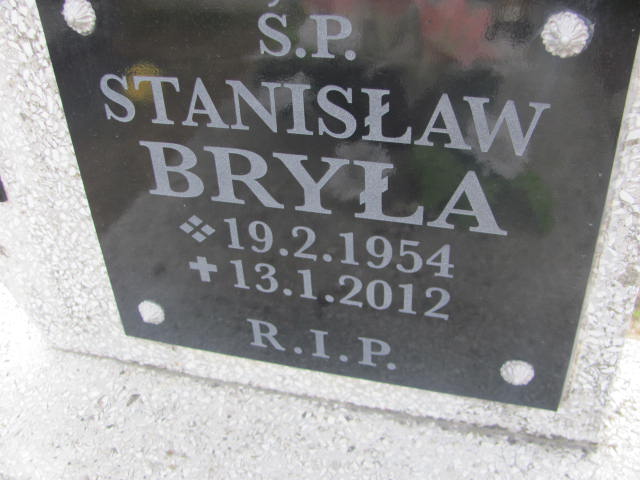 Ś.P.
STANISŁAW
BRYŁA
19.2.1954
13.1.2012
R.I.P.